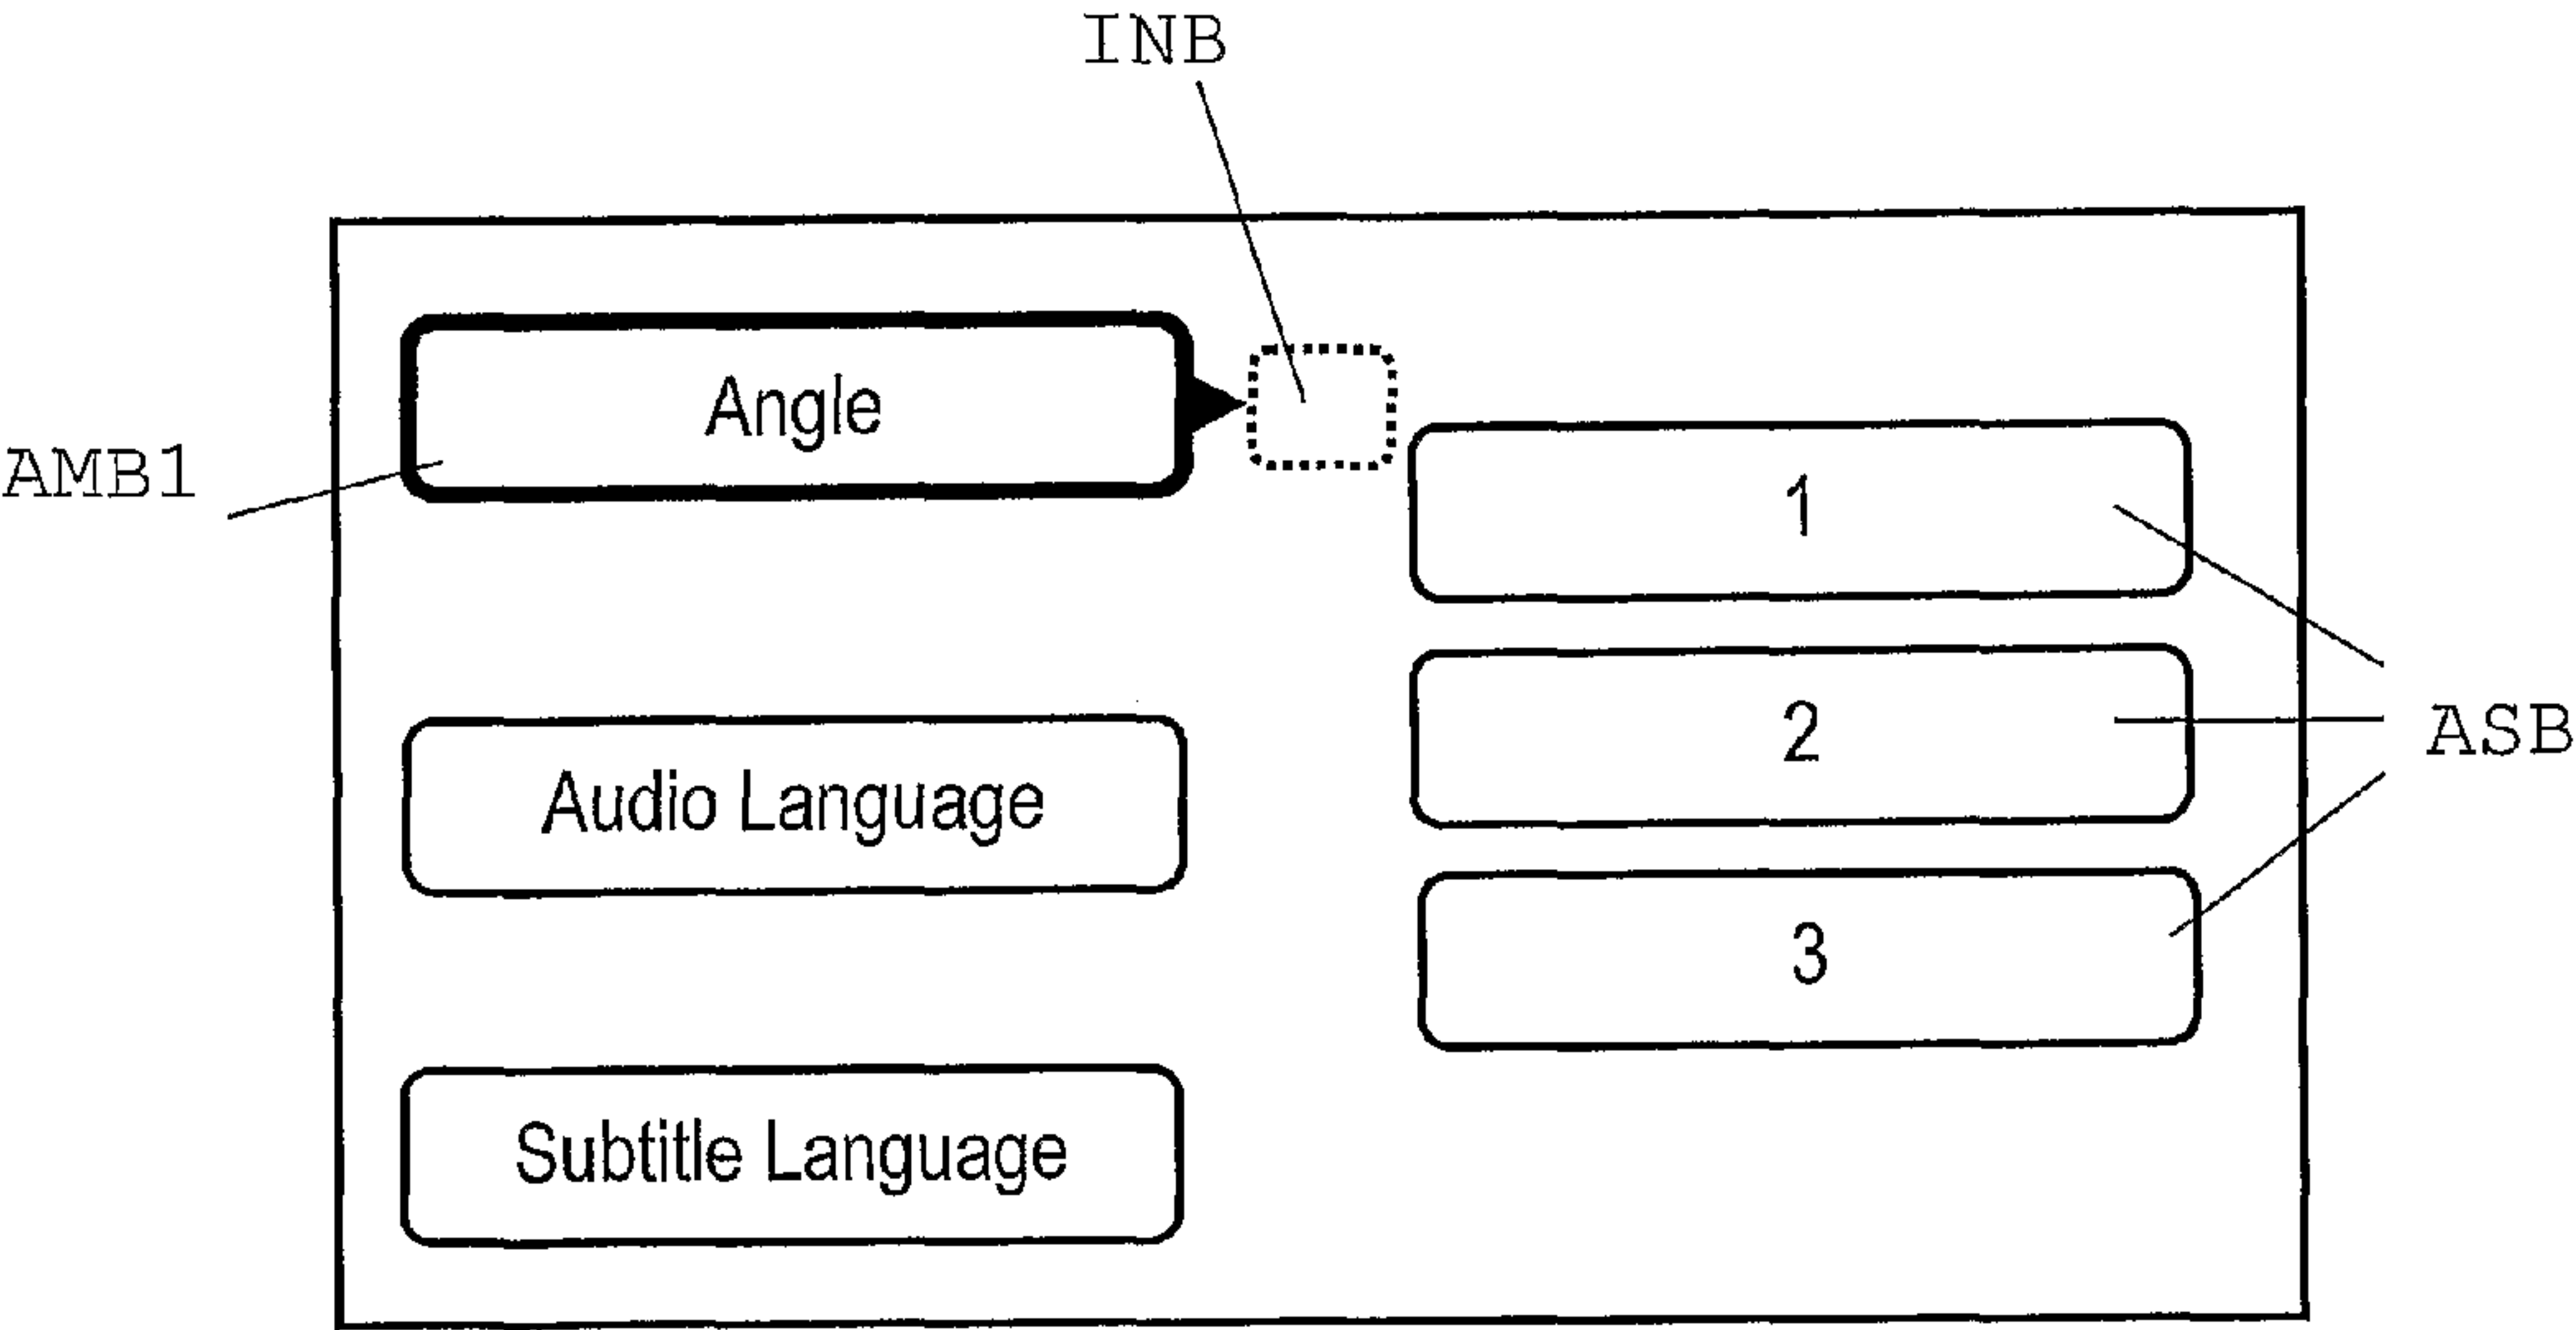 INB
Angle
AMB1
1
2
ASB
Audio Language
3
Subtitle Language